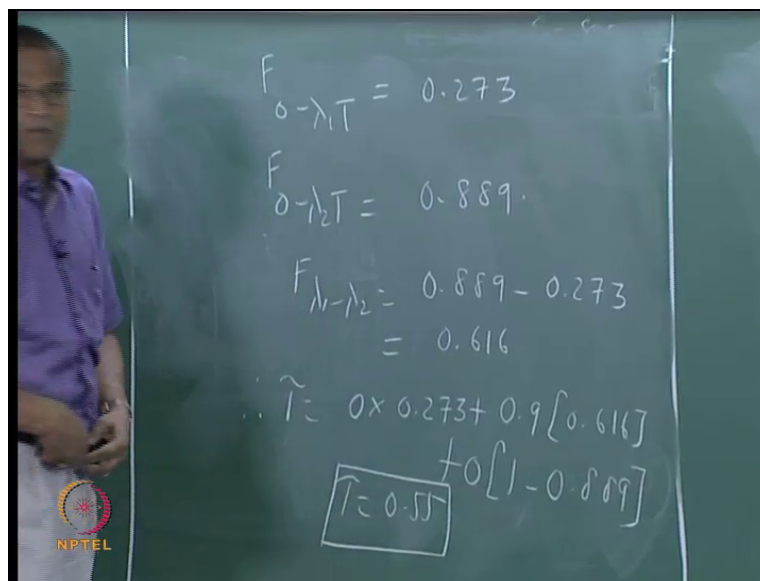 F₀₋λ₁T = 0.273
F₀₋λ₂T = 0.889.
Fλ₁₋λ₂ = 0.889 - 0.273
= 0.616
∴ T̃ = 0 × 0.273 + 0.9[0.616]
+ 0[1 - 0.889]
T̃ = 0.55
NPTEL